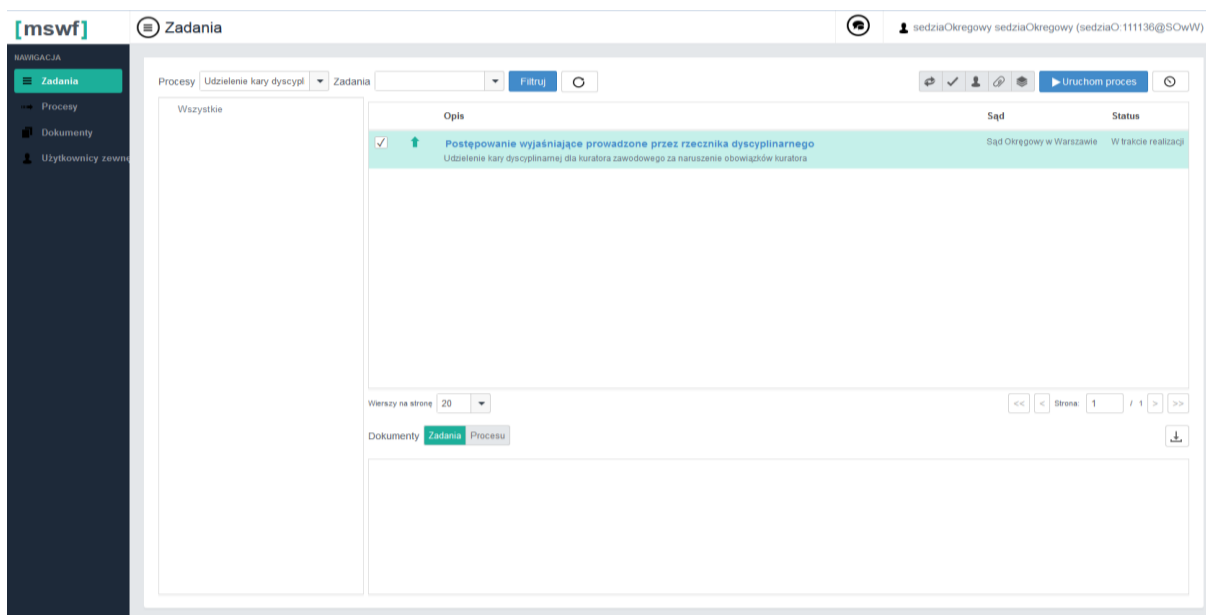 [mswf]
Zadania
sedziaOkregowy sedziaOkregowy (sedziaO:111136@SOwW)
NAWIGACJA
Zadania
Procesy
Dokumenty
Użytkownicy zewnę
Procesy Udzielenie kary dyscypl Zadania Filtruj Uruchom proces
Wszystkie
Opis Sąd Status
Postępowanie wyjaśniające prowadzone przez rzecznika dyscyplinarnego Sąd Okręgowy w Warszawie W trakcie realizacji
Udzielenie kary dyscyplinarnej dla kuratora zawodowego za naruszenie obowiązków kuratora
Wierszy na stronę 20 << < Strona: 1 / 1 > >>
Dokumenty Zadania Procesu